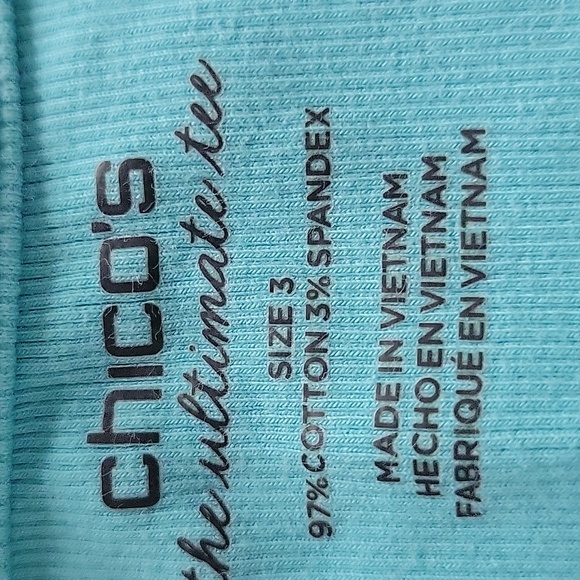 chico's
the ultimate tee
SIZE 3
97% COTTON 3% SPANDEX
MADE IN VIETNAM
HECHO EN VIETNAM
FABRIQUÉ EN VIETNAM